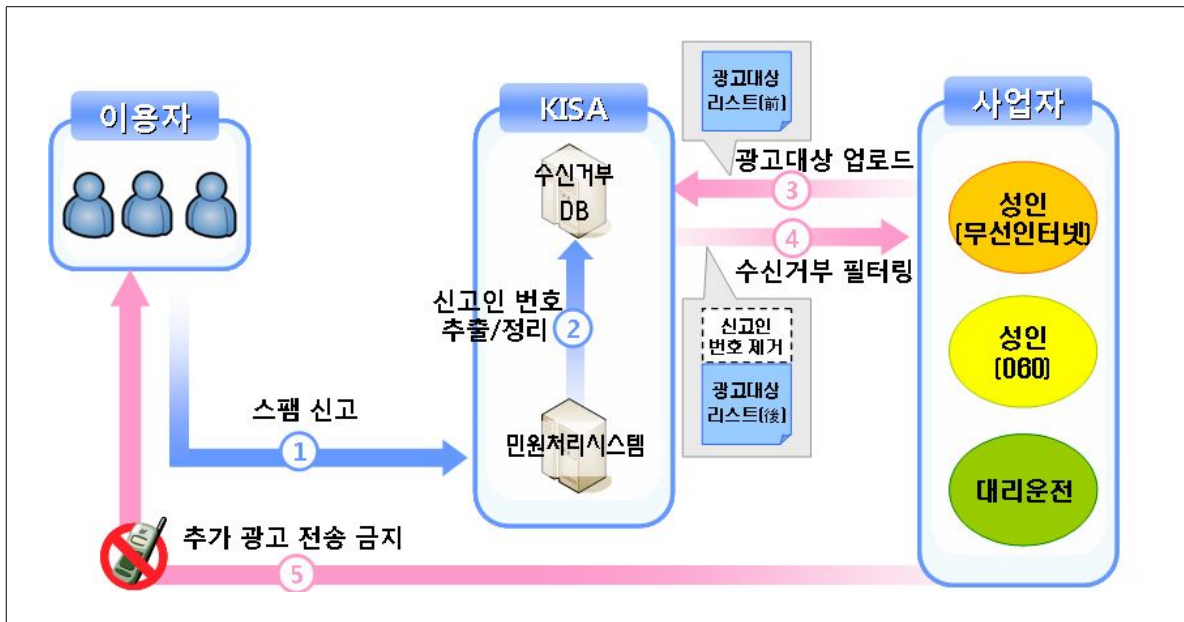 이용자
KISA
사업자
광고대상
리스트(前)
수신거부
DB
광고대상 업로드
3
4
수신거부 필터링
성인
(무선인터넷)
신고인 번호
추출/정리
2
신고인
번호 제거
광고대상
리스트(後)
성인
(060)
스팸 신고
1
민원처리시스템
대리운전
추가 광고 전송 금지
5